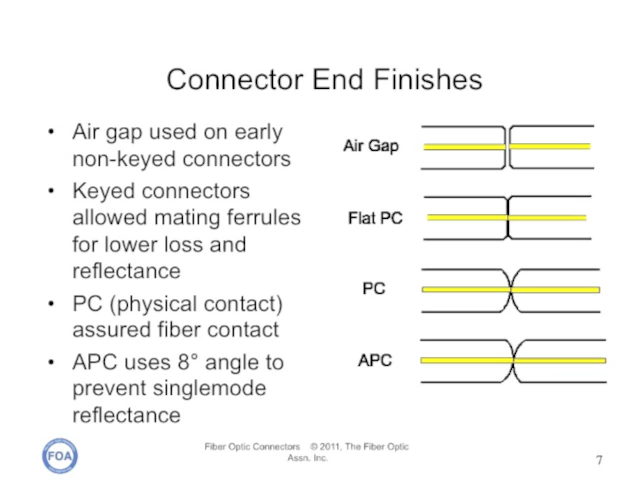 Connector End Finishes
• Air gap used on early
non-keyed connectors
• Keyed connectors
allowed mating ferrules
for lower loss and
reflectance
• PC (physical contact)
assured fiber contact
• APC uses 8° angle to
prevent singlemode
reflectance
Air Gap
Flat PC
PC
APC
FOA
Fiber Optic Connectors © 2011, The Fiber Optic
Assn. Inc.
7